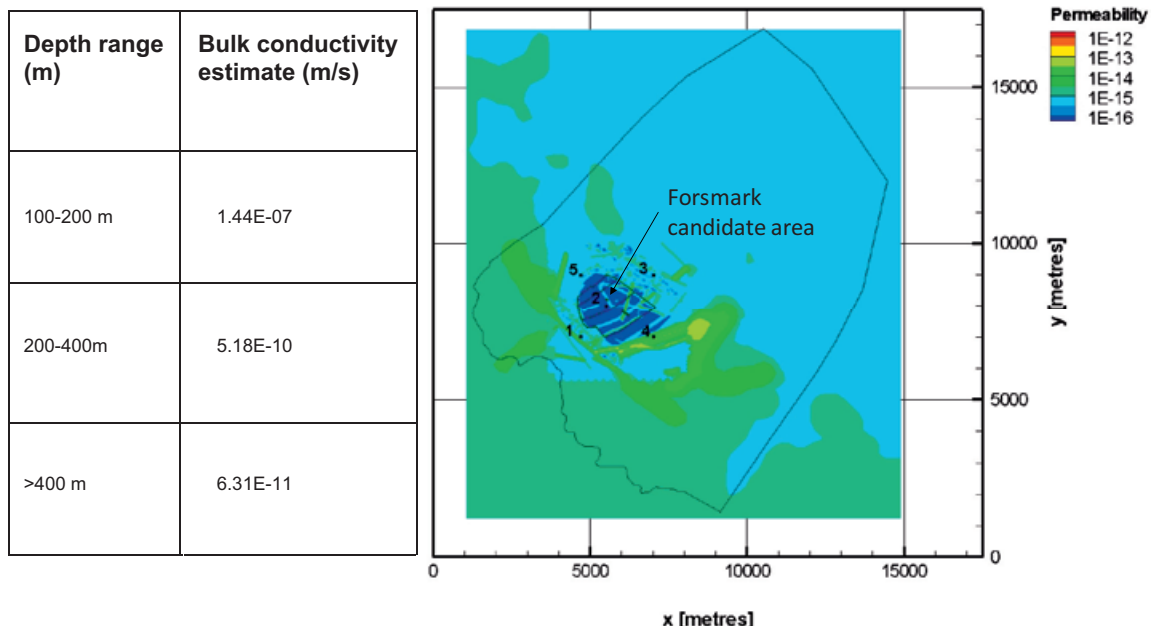 Depth range
(m)
Bulk conductivity
estimate (m/s)
100-200 m
1.44E-07
200-400m
5.18E-10
>400 m
6.31E-11
Permeability
1E-12
1E-13
1E-14
1E-15
1E-16
Forsmark
candidate area
5
3
2
1
4
15000
10000
5000
0
y [metres]
0
5000
10000
15000
x [metres]